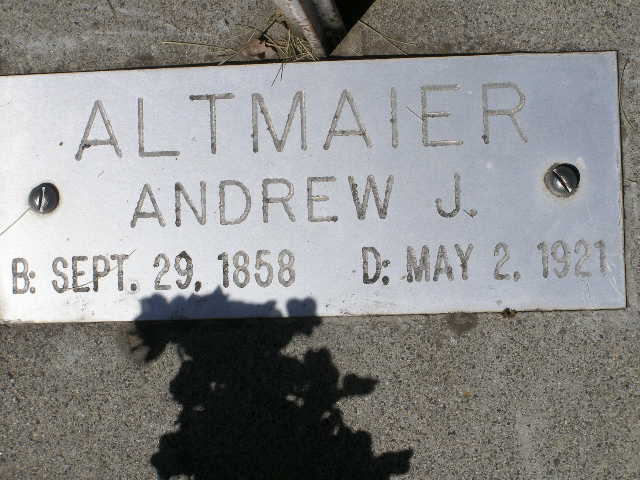 ALTMAIER
ANDREW J.
B: SEPT. 29, 1858 D: MAY 2, 1921